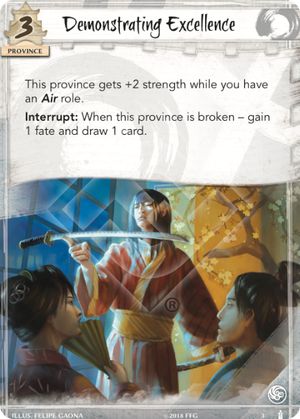 3
Demonstrating Excellence
PROVINCE
This province gets +2 strength while you have
an Air role.
Interrupt: When this province is broken – gain
1 fate and draw 1 card.
®
ILLUS. FELIPE GAONA
© 2018 FFG